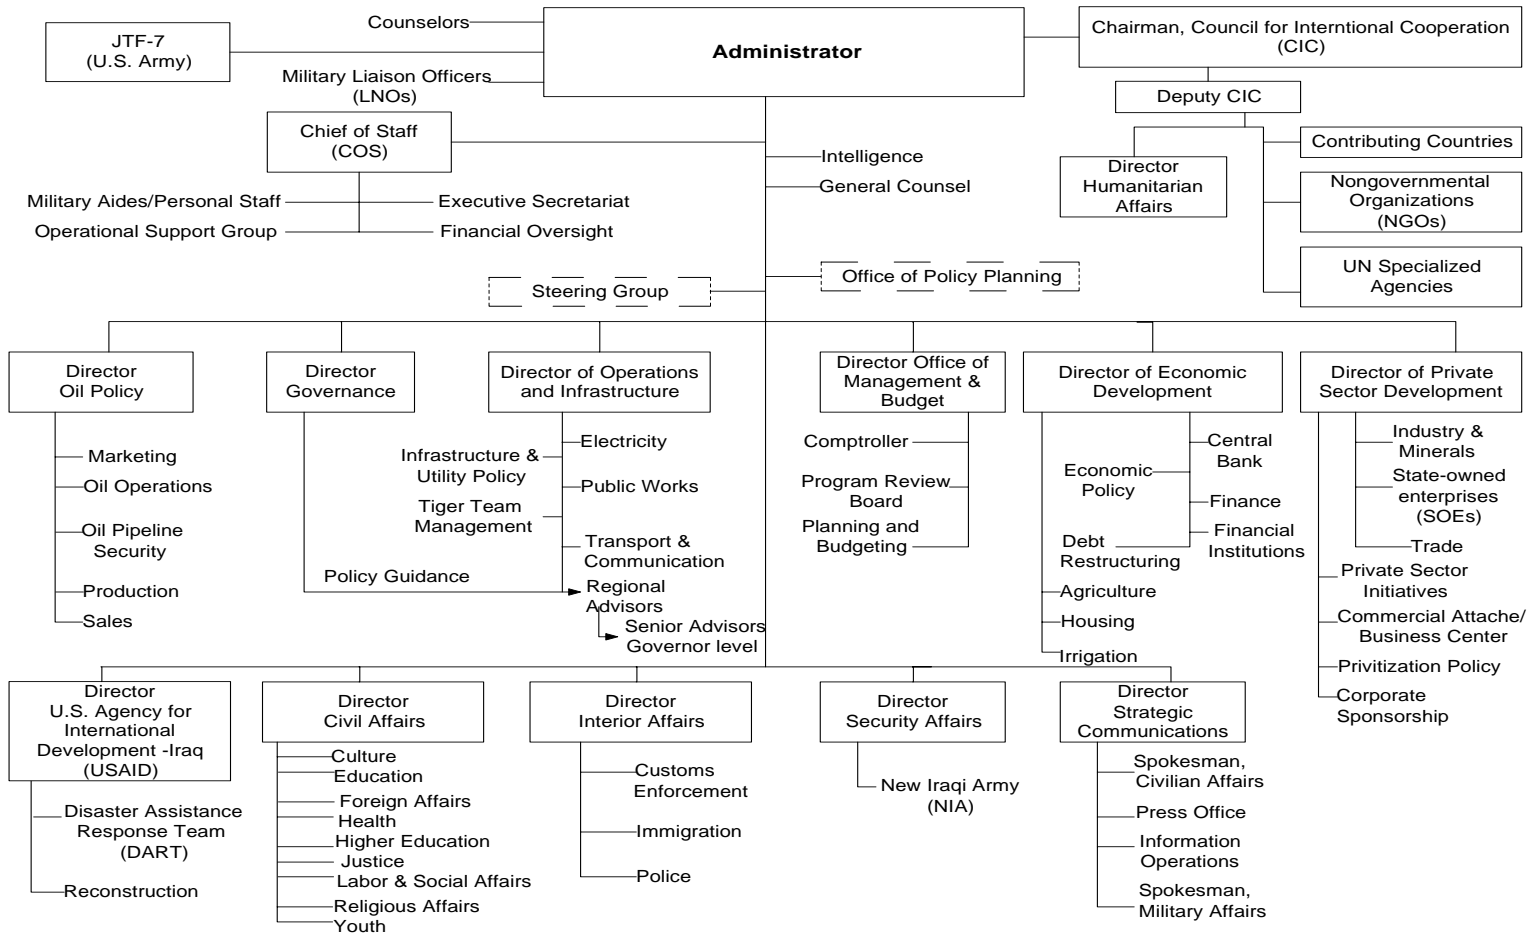 Counselors
JTF-7
(U.S. Army)
Military Liaison Officers
(LNOs)
Administrator
Chairman, Council for Interntional Cooperation
(CIC)
Deputy CIC
Chief of Staff
(COS)
Military Aides/Personal Staff
Executive Secretariat
Operational Support Group
Financial Oversight
Intelligence
General Counsel
Director
Humanitarian
Affairs
Contributing Countries
Nongovernmental
Organizations
(NGOs)
UN Specialized
Agencies
Steering Group
Office of Policy Planning
Director
Oil Policy
Marketing
Oil Operations
Oil Pipeline
Security
Production
Sales
Director
Governance
Policy Guidance
Director of Operations
and Infrastructure
Electricity
Infrastructure &
Utility Policy
Public Works
Tiger Team
Management
Transport &
Communication
Regional
Advisors
Senior Advisors
Governor level
Director Office of
Management &
Budget
Comptroller
Program Review
Board
Planning and
Budgeting
Director of Economic
Development
Central
Bank
Economic
Policy
Finance
Financial
Institutions
Debt
Restructuring
Agriculture
Housing
Irrigation
Director of Private
Sector Development
Industry &
Minerals
State-owned
enterprises
(SOEs)
Trade
Private Sector
Initiatives
Commercial Attache/
Business Center
Privitization Policy
Corporate
Sponsorship
Director
U.S. Agency for
International
Development -Iraq
(USAID)
Disaster Assistance
Response Team
(DART)
Reconstruction
Director
Civil Affairs
Culture
Education
Foreign Affairs
Health
Higher Education
Justice
Labor & Social Affairs
Religious Affairs
Youth
Director
Interior Affairs
Customs
Enforcement
Immigration
Police
Director
Security Affairs
New Iraqi Army
(NIA)
Director
Strategic
Communications
Spokesman,
Civilian Affairs
Press Office
Information
Operations
Spokesman,
Military Affairs